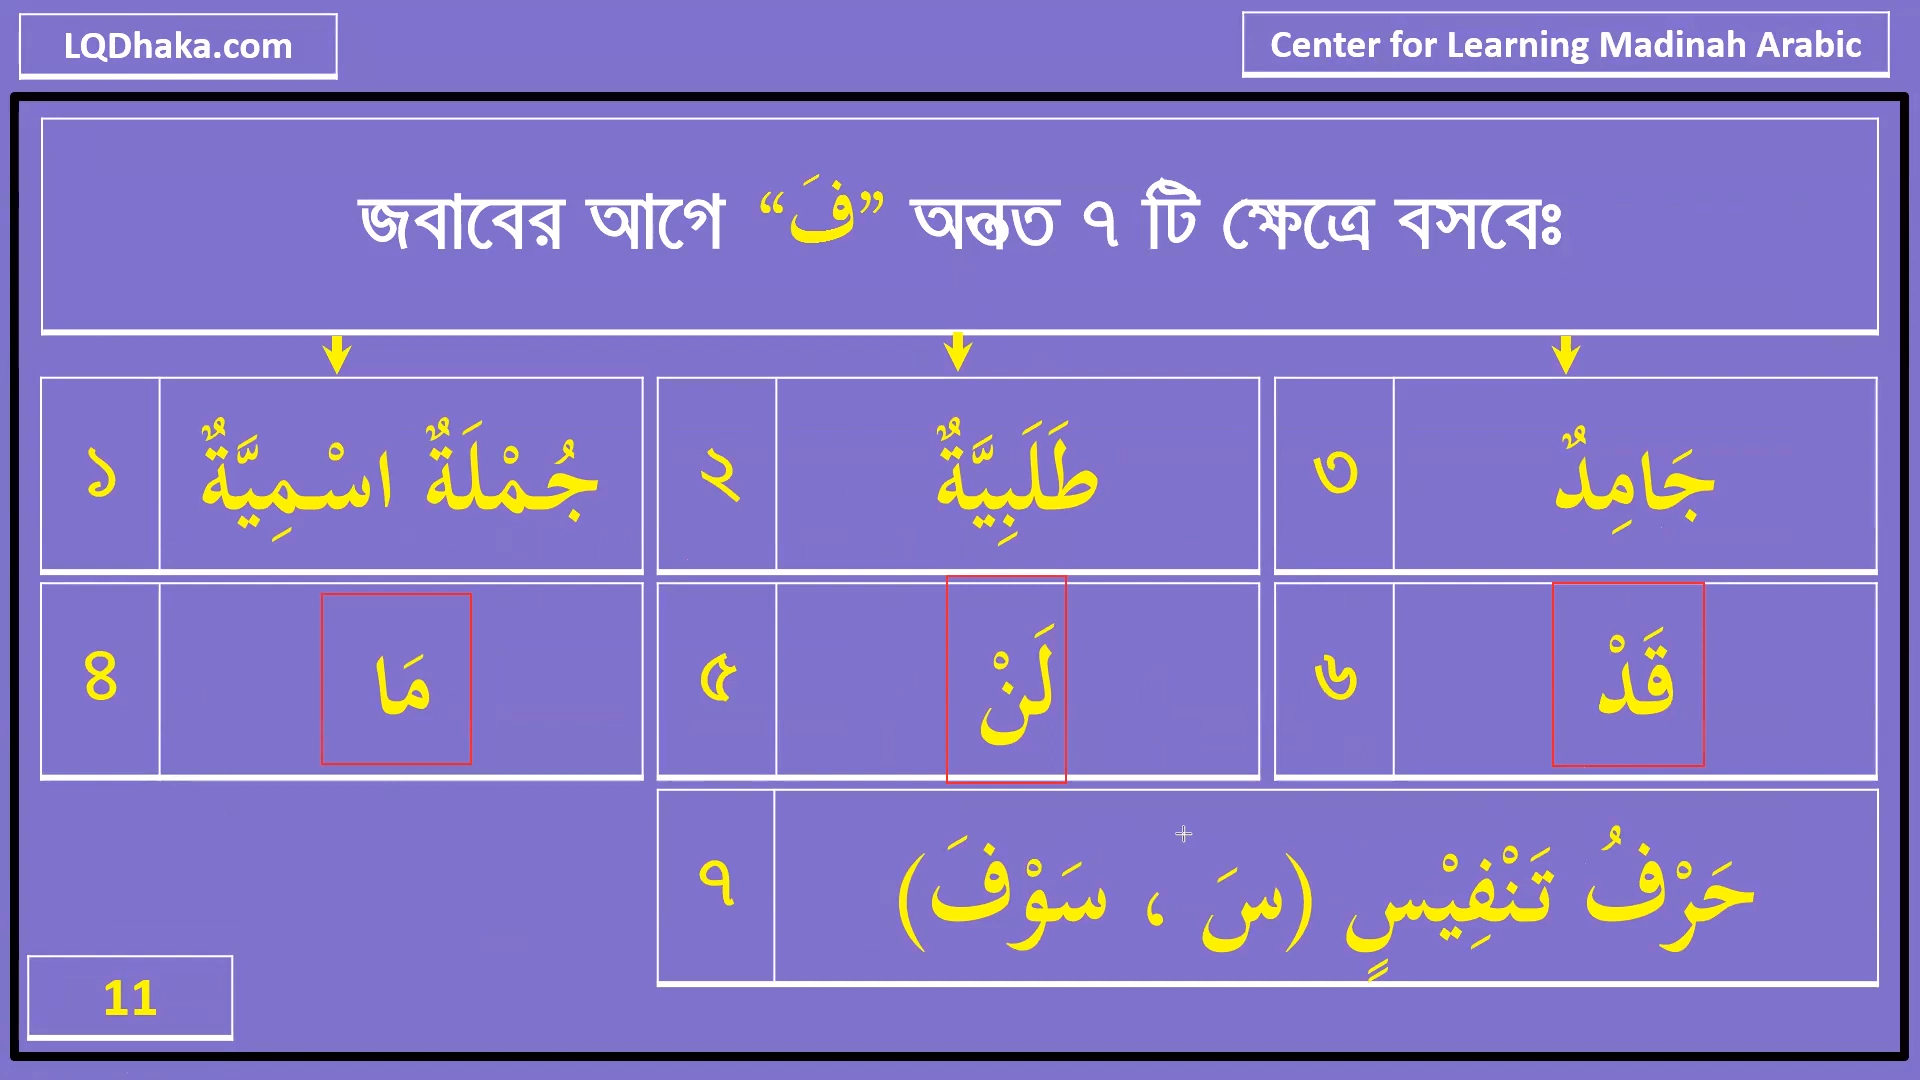 LQDhaka.com
Center for Learning Madinah Arabic
জবাবের আগে “فَ” অন্তত ৭ টি ক্ষেত্রে বসবেঃ
১ جُمْلَةٌ اسْمِيَّةٌ
২ طَلَبِيَّةٌ
৩ جَامِدٌ
৪ مَا
৫ لَنْ
৬ قَدْ
৭ حَرْفُ تَنْفِيْسٍ (سَ ، سَوْفَ)
11